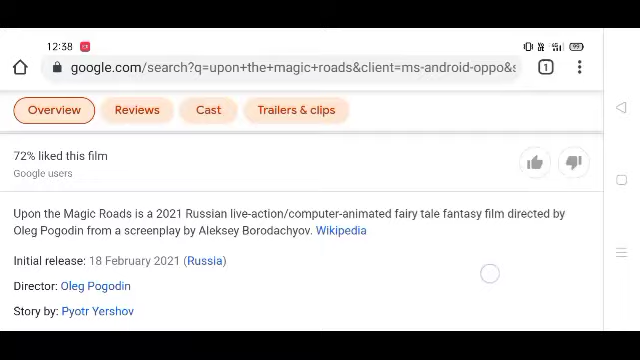 12:38
google.com/search?q=upon+the+magic+roads&client=ms-android-oppo&s
1
Overview
Reviews
Cast
Trailers & clips
72% liked this film
Google users
Upon the Magic Roads is a 2021 Russian live-action/computer-animated fairy tale fantasy film directed by
Oleg Pogodin from a screenplay by Aleksey Borodachyov. Wikipedia
Initial release: 18 February 2021 (Russia)
Director: Oleg Pogodin
Story by: Pyotr Yershov